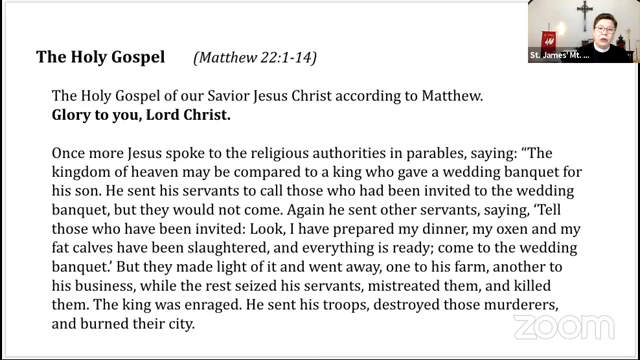 The Holy Gospel (Matthew 22:1-14)
The Holy Gospel of our Savior Jesus Christ according to Matthew.
Glory to you, Lord Christ.
Once more Jesus spoke to the religious authorities in parables, saying: “The
kingdom of heaven may be compared to a king who gave a wedding banquet for
his son. He sent his servants to call those who had been invited to the wedding
banquet, but they would not come. Again he sent other servants, saying, ‘Tell
those who have been invited: Look, I have prepared my dinner, my oxen and my
fat calves have been slaughtered, and everything is ready; come to the wedding
banquet.’ But they made light of it and went away, one to his farm, another to
his business, while the rest seized his servants, mistreated them, and killed
them. The king was enraged. He sent his troops, destroyed those murderers,
and burned their city.
St. James' Mt. ...
zoom